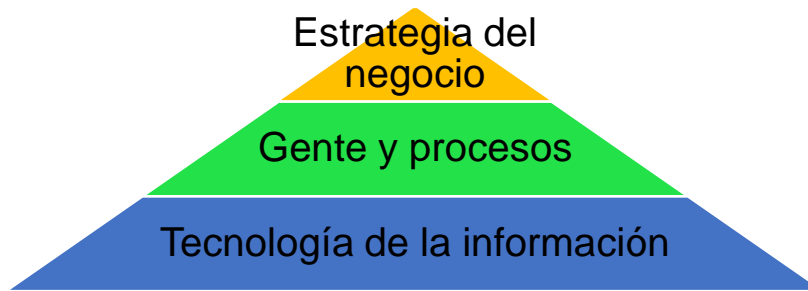 Estrategia del
negocio
Gente y procesos
Tecnología de la información